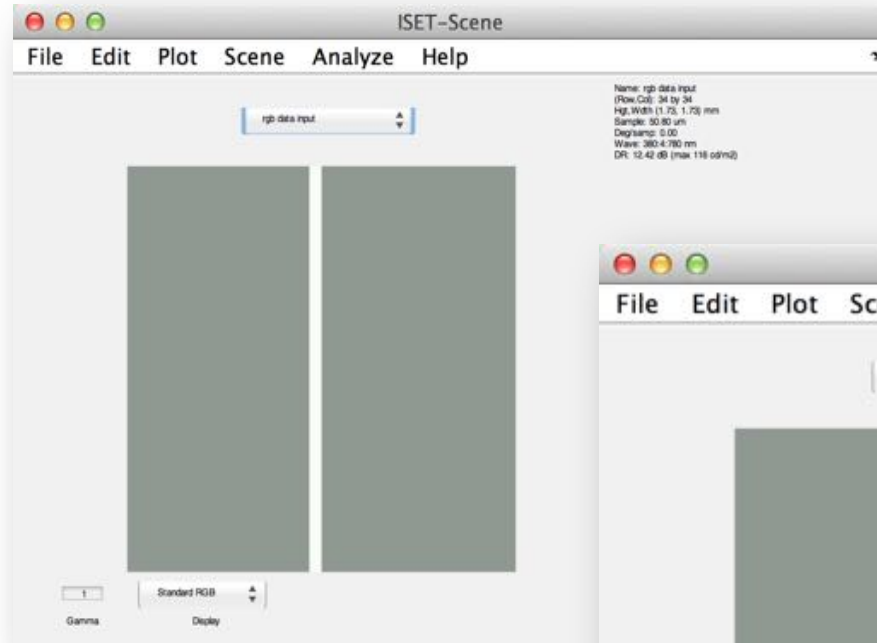 ISET-Scene
File Edit Plot Scene Analyze Help
rgb data input
Name: rgb data input
(Row,Col): 34 by 34
Hgt,Wdth (1.73, 1.73) mm
Sample: 50.80 um
Deg/samp: 0.00
Wave: 380:4:780 nm
DR: 12.42 dB (max 116 cd/m2)
File Edit Plot Sc
1
Standard RGB
Gamma
Display